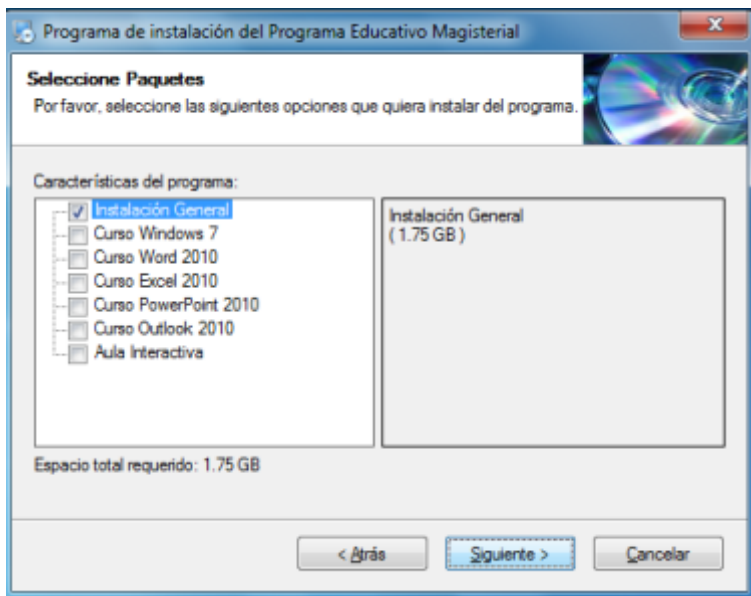 Programa de instalación del Programa Educativo Magisterial
Seleccione Paquetes
Por favor, seleccione las siguientes opciones que quiera instalar del programa.
Características del programa:
Instalación General
Curso Windows 7
Curso Word 2010
Curso Excel 2010
Curso PowerPoint 2010
Curso Outlook 2010
Aula Interactiva
Instalación General
( 1.75 GB )
Espacio total requerido: 1.75 GB
< Atrás
Siguiente >
Cancelar